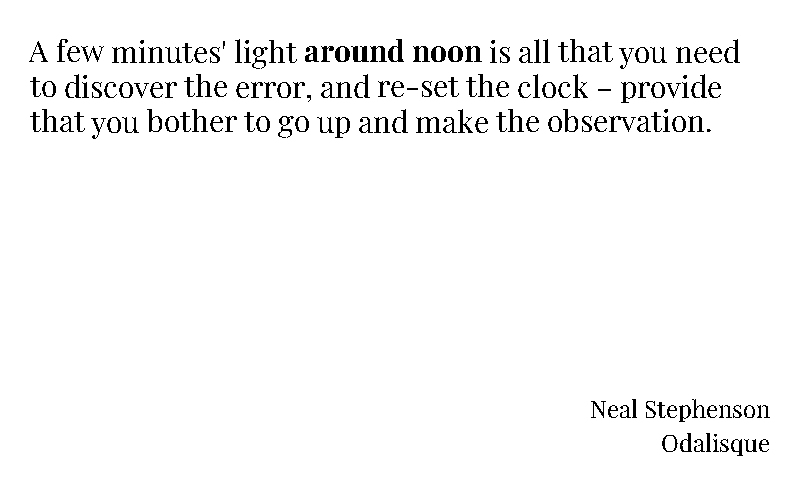 A few minutes' light around noon is all that you need
to discover the error, and re-set the clock – provide
that you bother to go up and make the observation.
Neal Stephenson
Odalisque